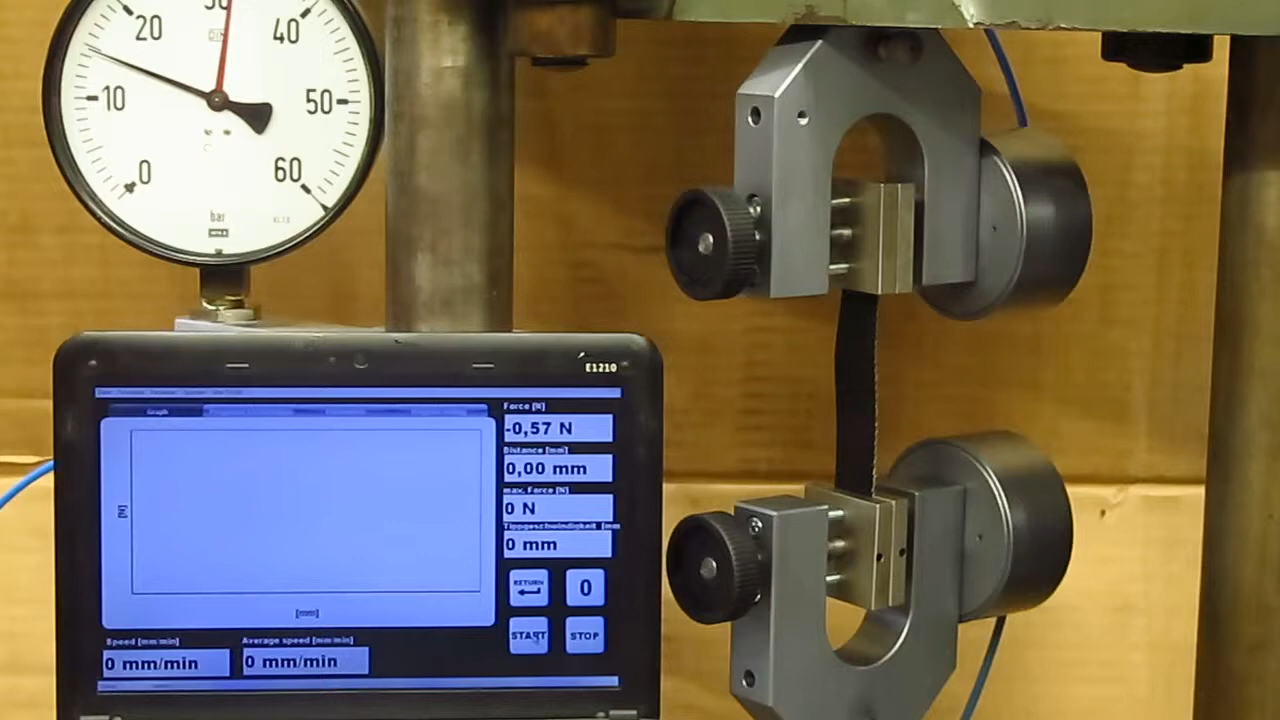 30
20
40
10
50
0
60
bar
E1210
Graph
Force [N]
-0,57 N
Distance [mm]
0,00 mm
max. Force [N]
0 N
Tippgeschwindigkeit [mm
0 mm
[N]
RETURN
0
[mm]
START
STOP
Speed [mm/min]
Average speed [mm/min]
0 mm/min
0 mm/min